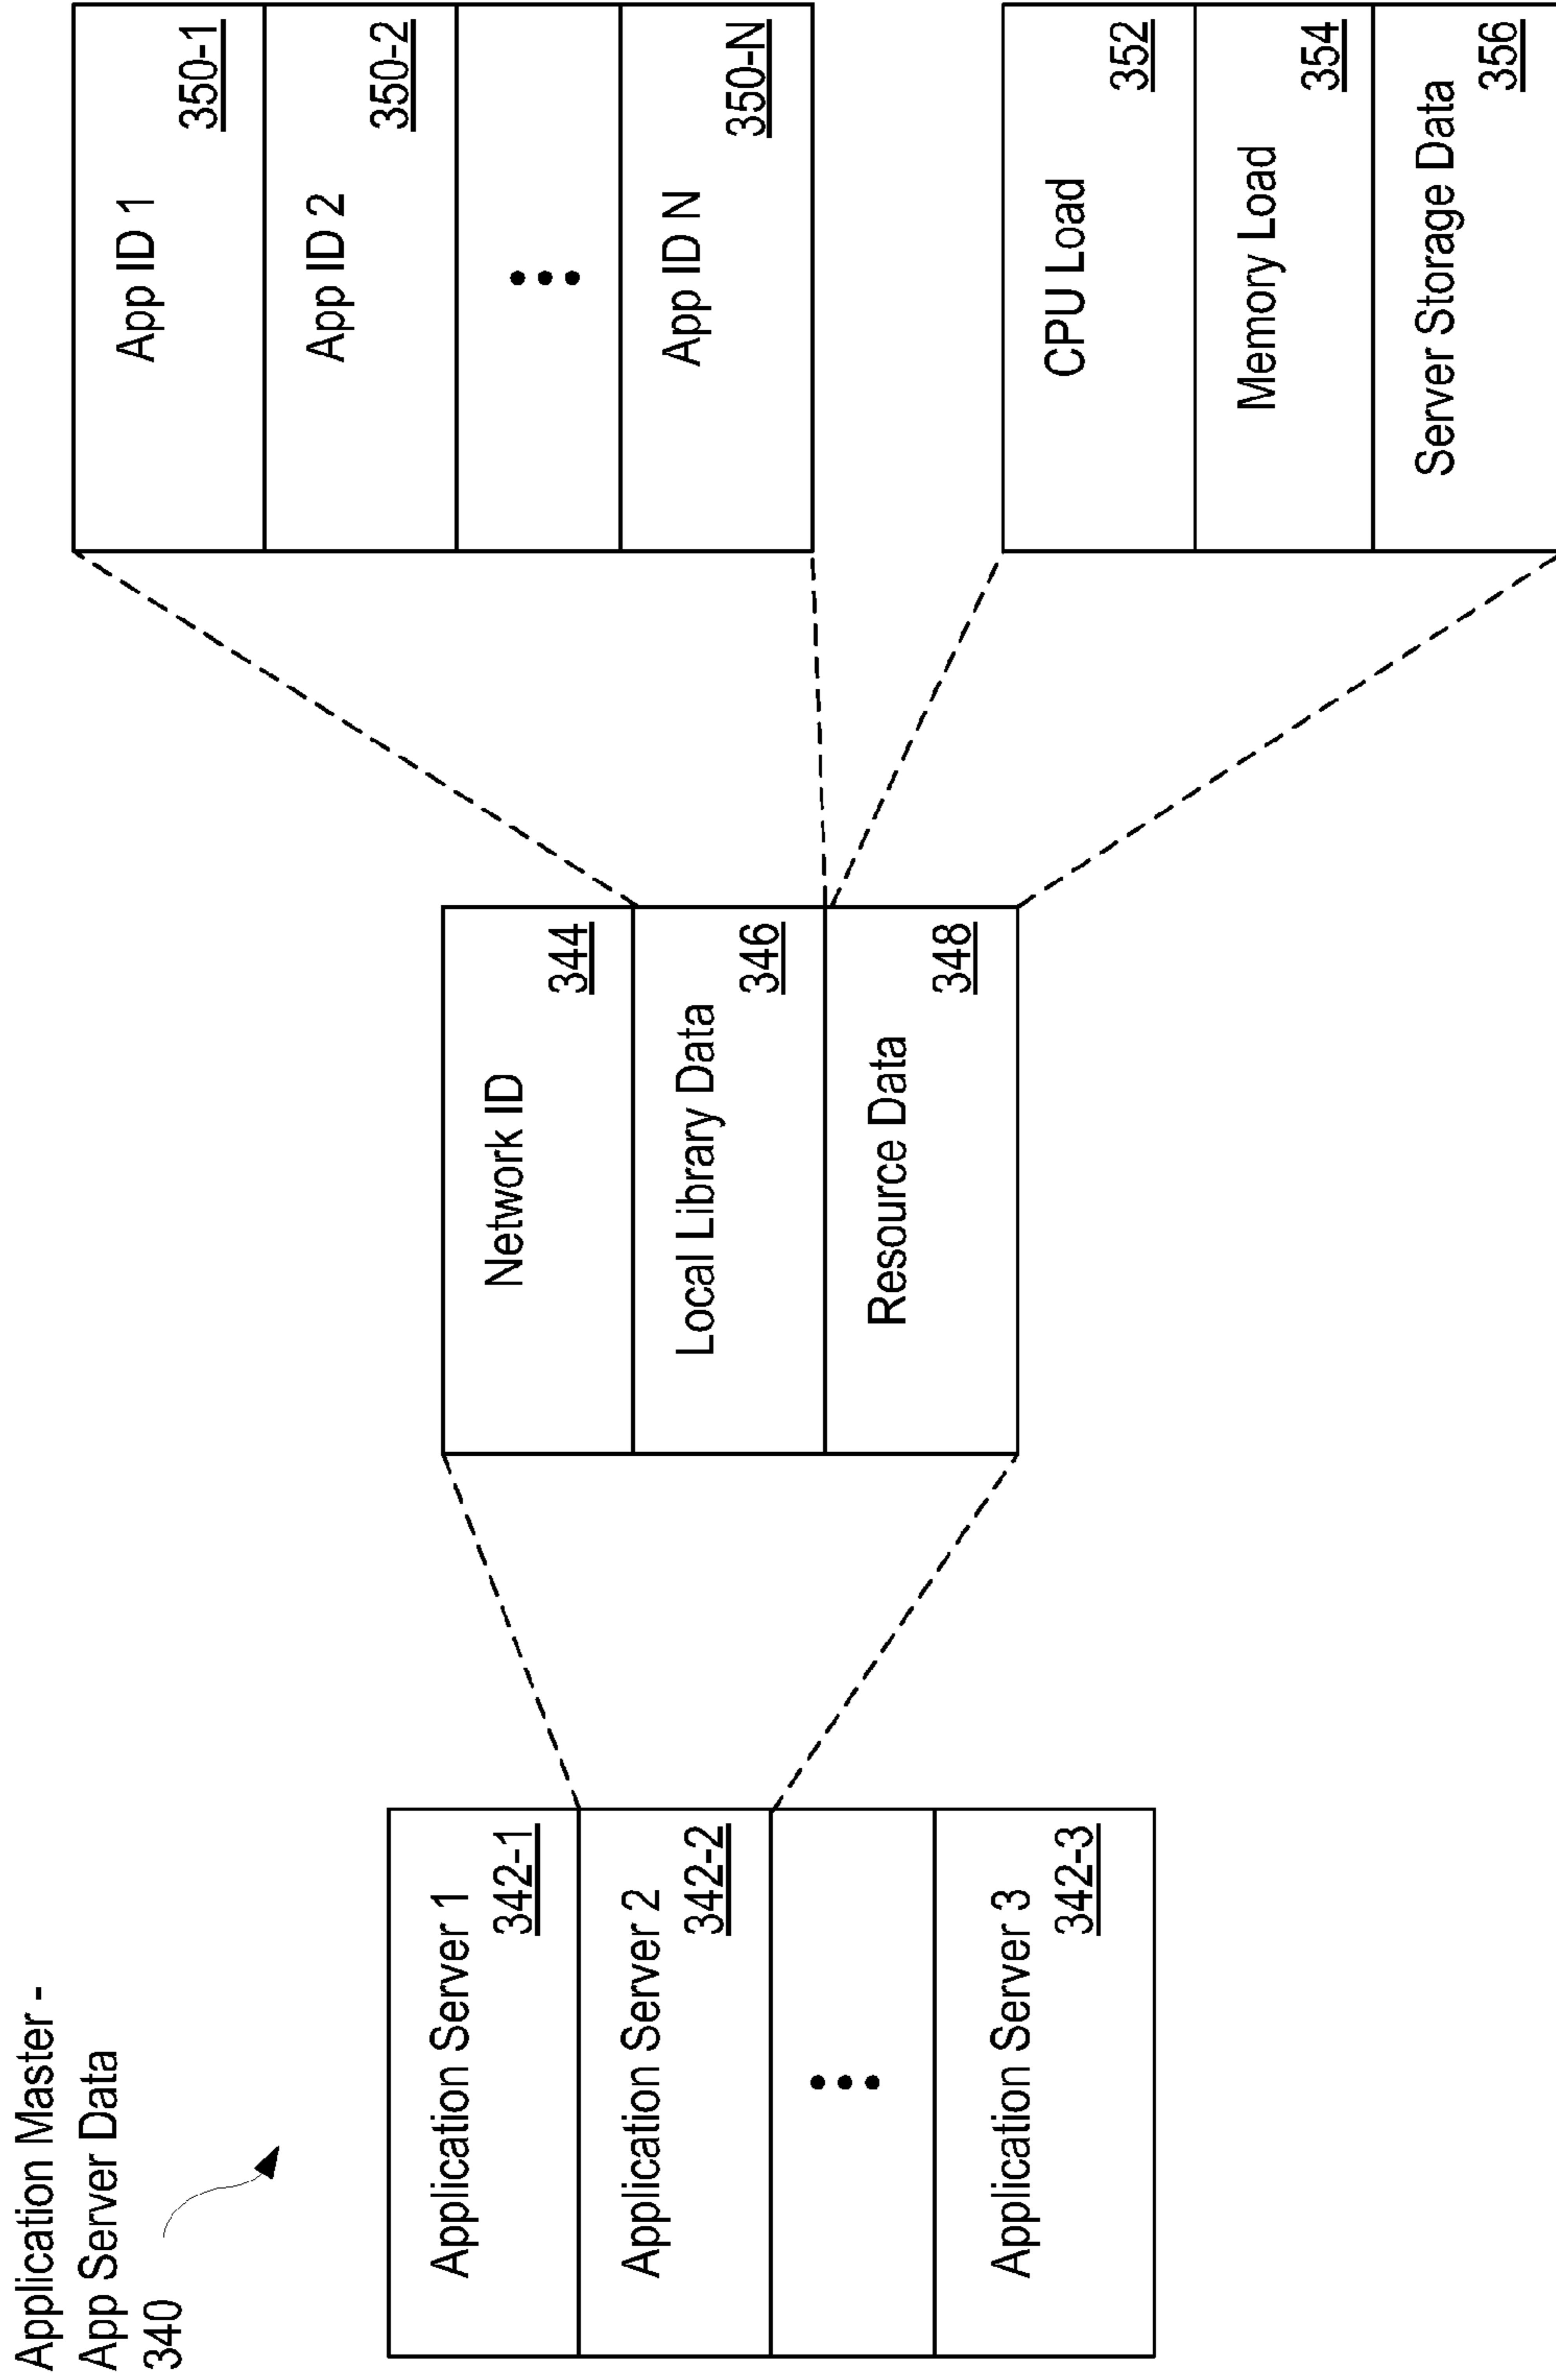 Application Master -
App Server Data
340
Application Server 1
342-1
Application Server 2
342-2
Application Server 3
342-3
Network ID
344
Local Library Data
346
Resource Data
348
App ID 1
350-1
App ID 2
350-2
App ID N
350-N
CPU Load
352
Memory Load
354
Server Storage Data
356